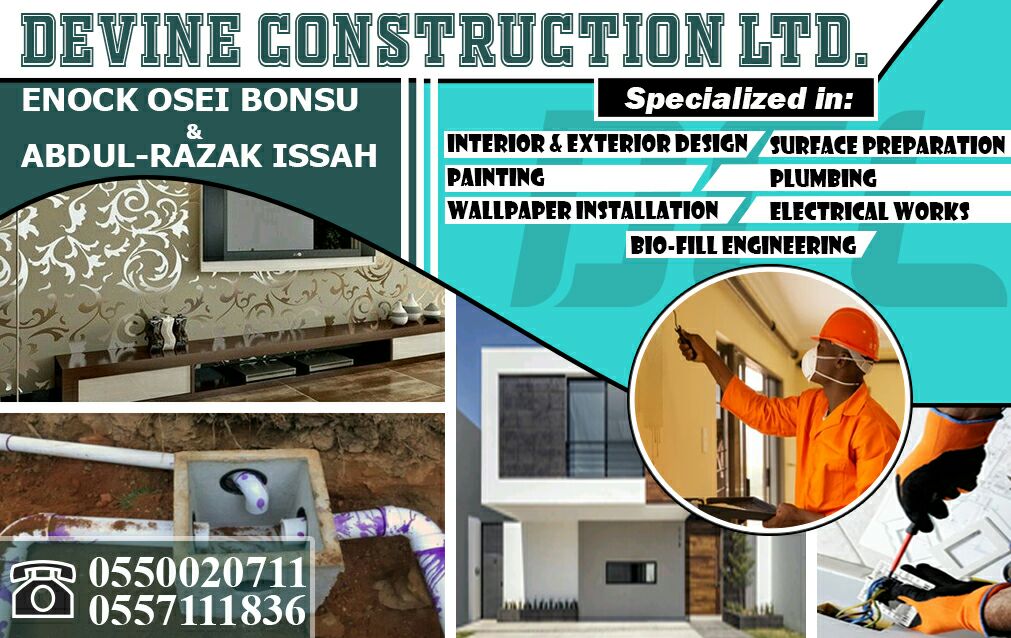 DEVINE CONSTRUCTION LTD.
ENOCK OSEI BONSU
&
ABDUL-RAZAK ISSAH
Specialized in:
INTERIOR & EXTERIOR DESIGN
SURFACE PREPARATION
PAINTING
PLUMBING
WALLPAPER INSTALLATION
ELECTRICAL WORKS
BIO-FILL ENGINEERING
DCL
0550020711
0557111836